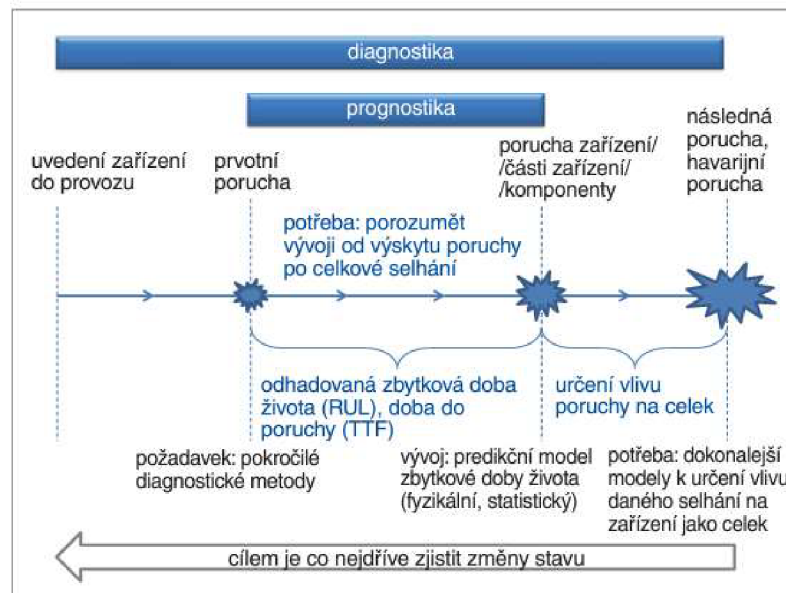 diagnostika
prognostika
uvedení zařízení
do provozu
prvotní
porucha
porucha zařízení/
/části zařízení/
/komponenty
následná
porucha,
havarijní
porucha
potřeba: porozumět
vývoji od výskytu poruchy
po celkové selhání
odhadovaná zbytková doba
života (RUL), doba do
poruchy (TTF)
určení vlivu
poruchy na celek
požadavek: pokročilé
diagnostické metody
vývoj: predikční model
zbytkové doby života
(fyzikální, statistický)
potřeba: dokonalejší
modely k určení vlivu
daného selhání na
zařízení jako celek
cílem je co nejdříve zjistit změny stavu